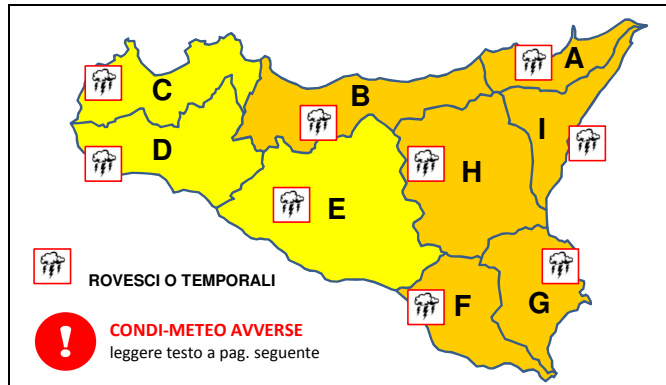 A
B
C
I
D
H
E
F
G
ROVESCI O TEMPORALI
!
CONDI-METEO AVVERSE
leggere testo a pag. seguente